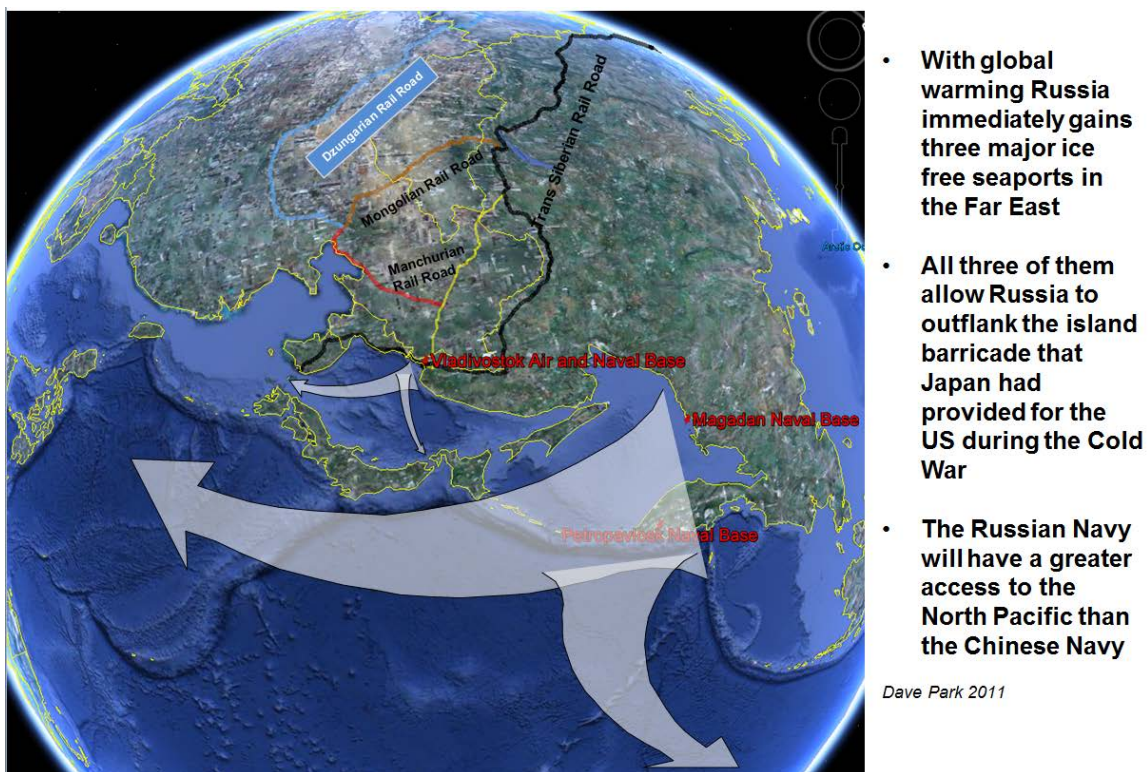 Dzungarian Rail Road
Mongolian Rail Road
Trans Siberian Rail Road
Manchurian
Rail Road
Vladivostok Air and Naval Base
Magadan Naval Base
Naval Base
• With global
warming Russia
immediately gains
three major ice
free seaports in
the Far East
• All three of them
allow Russia to
outflank the island
barricade that
Japan had
provided for the
US during the Cold
War
• The Russian Navy
will have a greater
access to the
North Pacific than
the Chinese Navy
Dave Park 2011